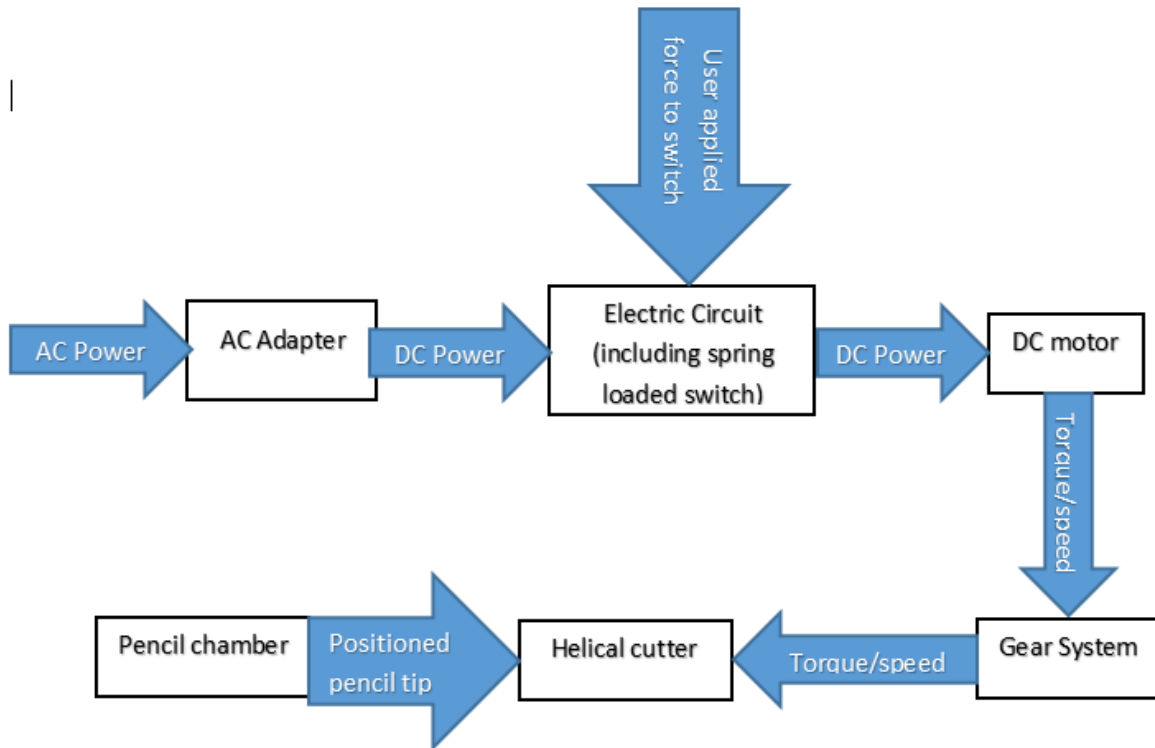 User applied
force to switch
AC Power
AC Adapter
DC Power
Electric Circuit
(including spring
loaded switch)
DC Power
DC motor
Torque/speed
Pencil chamber
Positioned
pencil tip
Helical cutter
Torque/speed
Gear System